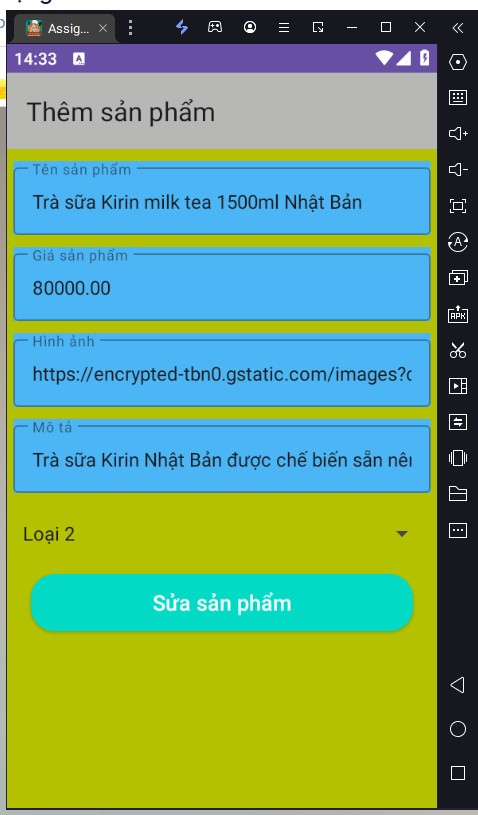 Assig...
14:33
Thêm sản phẩm
Tên sản phẩm
Trà sữa Kirin milk tea 1500ml Nhật Bản
Giá sản phẩm
80000.00
Hình ảnh
https://encrypted-tbn0.gstatic.com/images?
Mô tả
Trà sữa Kirin Nhật Bản được chế biến sẵn
Loại 2
Sửa sản phẩm